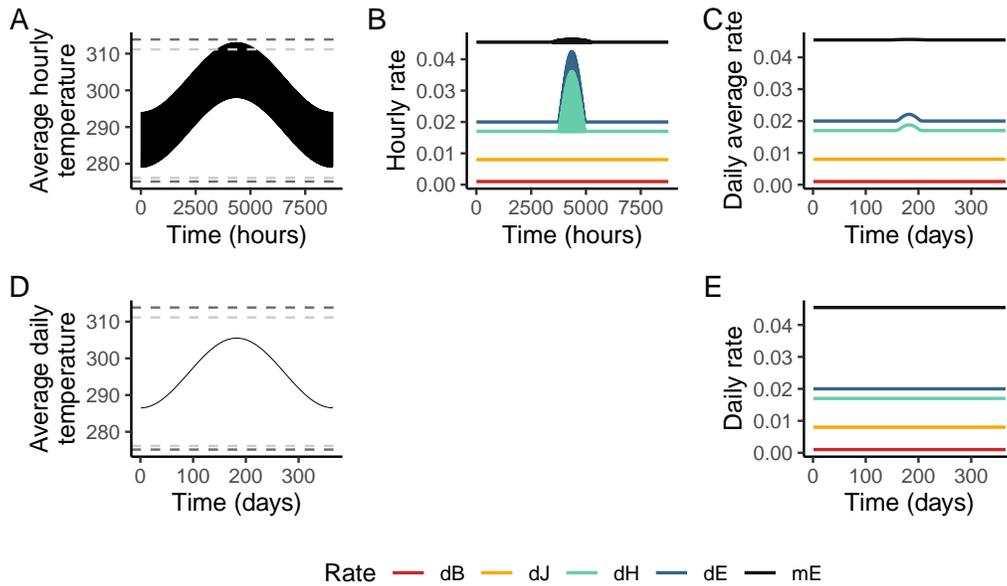 A
Average hourly
temperature
310
300
290
280
0 2500 5000 7500
Time (hours)
B
Hourly rate
0.04
0.03
0.02
0.01
0.00
0 2500 5000 7500
Time (hours)
C
Daily average rate
0.04
0.03
0.02
0.01
0.00
0 100 200 300
Time (days)
D
Average daily
temperature
310
300
290
280
0 100 200 300
Time (days)
E
Daily rate
0.04
0.03
0.02
0.01
0.00
0 100 200 300
Time (days)
Rate dB dJ dH dE mE